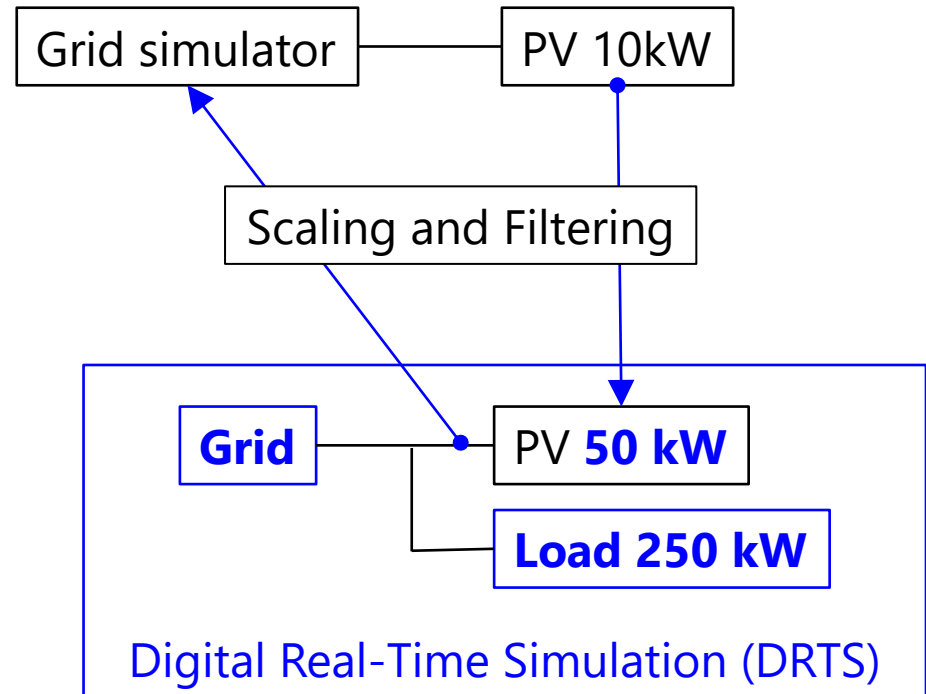 Grid simulator
PV 10kW
Scaling and Filtering
Grid
PV 50 kW
Load 250 kW
Digital Real-Time Simulation (DRTS)